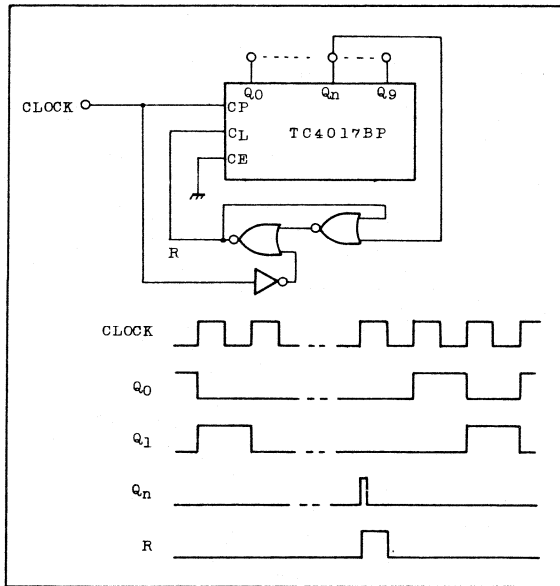 Q0 Qn Q9
CLOCK CP
TC4017BP
CL
CE
R
CLOCK
Q0
Q1
Qn
R